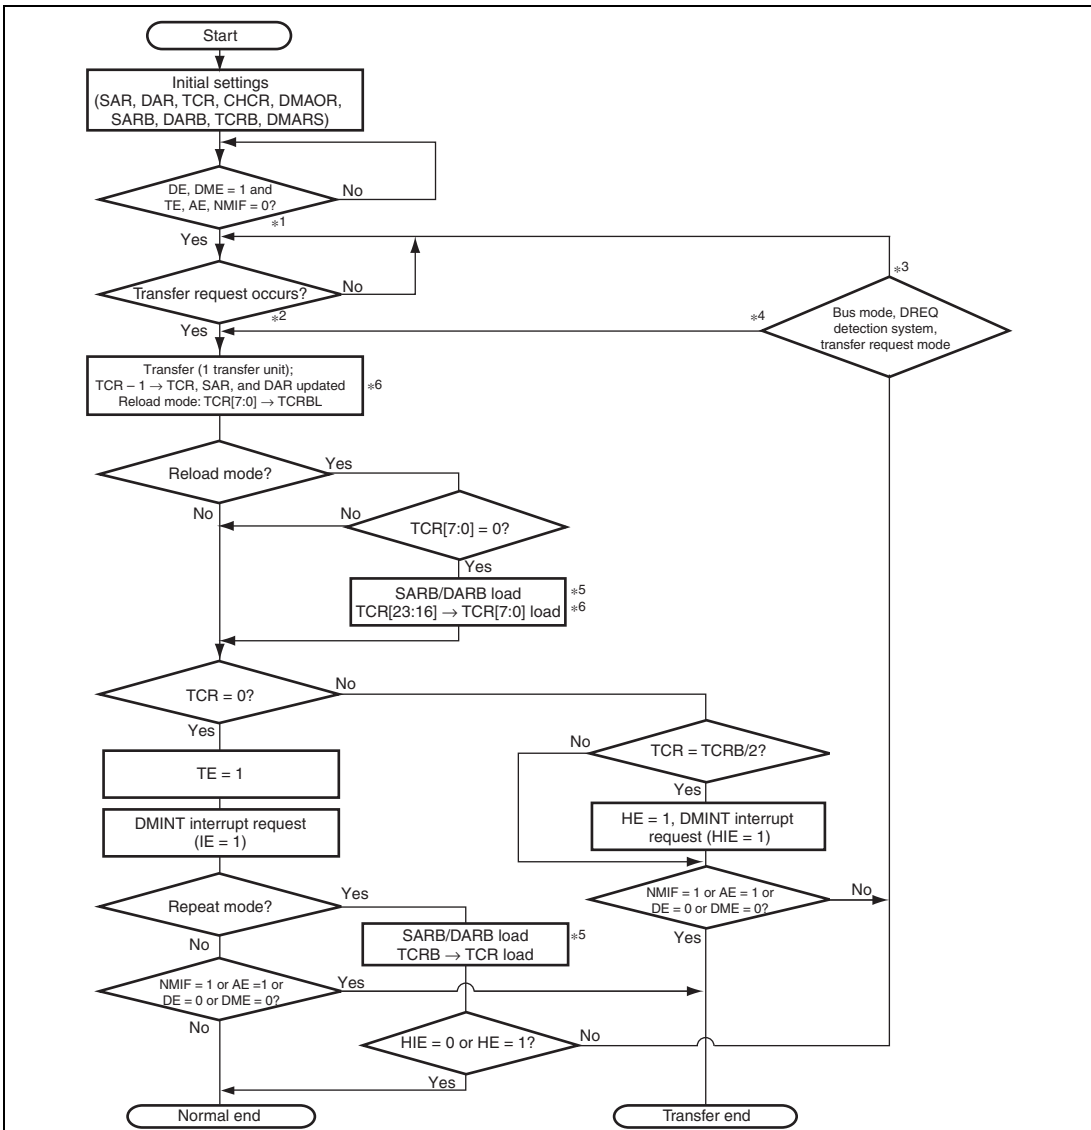 Start
Initial settings
(SAR, DAR, TCR, CHCR, DMAOR,
SARB, DARB, TCRB, DMARS)
DE, DME = 1 and
TE, AE, NMIF = 0?
No
*1
Yes
*3
Transfer request occurs?
No
*2
Yes
*4
Bus mode, DREQ
detection system,
transfer request mode
Transfer (1 transfer unit);
TCR – 1 → TCR, SAR, and DAR updated
Reload mode: TCR[7:0] → TCRBL
*6
Reload mode?
Yes
No
No
TCR[7:0] = 0?
Yes
SARB/DARB load
TCR[23:16] → TCR[7:0] load
*5
*6
TCR = 0?
No
Yes
No
TCR = TCRB/2?
Yes
TE = 1
DMINT interrupt request
(IE = 1)
HE = 1, DMINT interrupt
request (HIE = 1)
NMIF = 1 or AE = 1 or
DE = 0 or DME = 0?
No
Yes
Repeat mode?
Yes
No
SARB/DARB load
TCRB → TCR load
*5
NMIF = 1 or AE =1 or
DE = 0 or DME = 0?
Yes
No
HIE = 0 or HE = 1?
No
Yes
Normal end
Transfer end